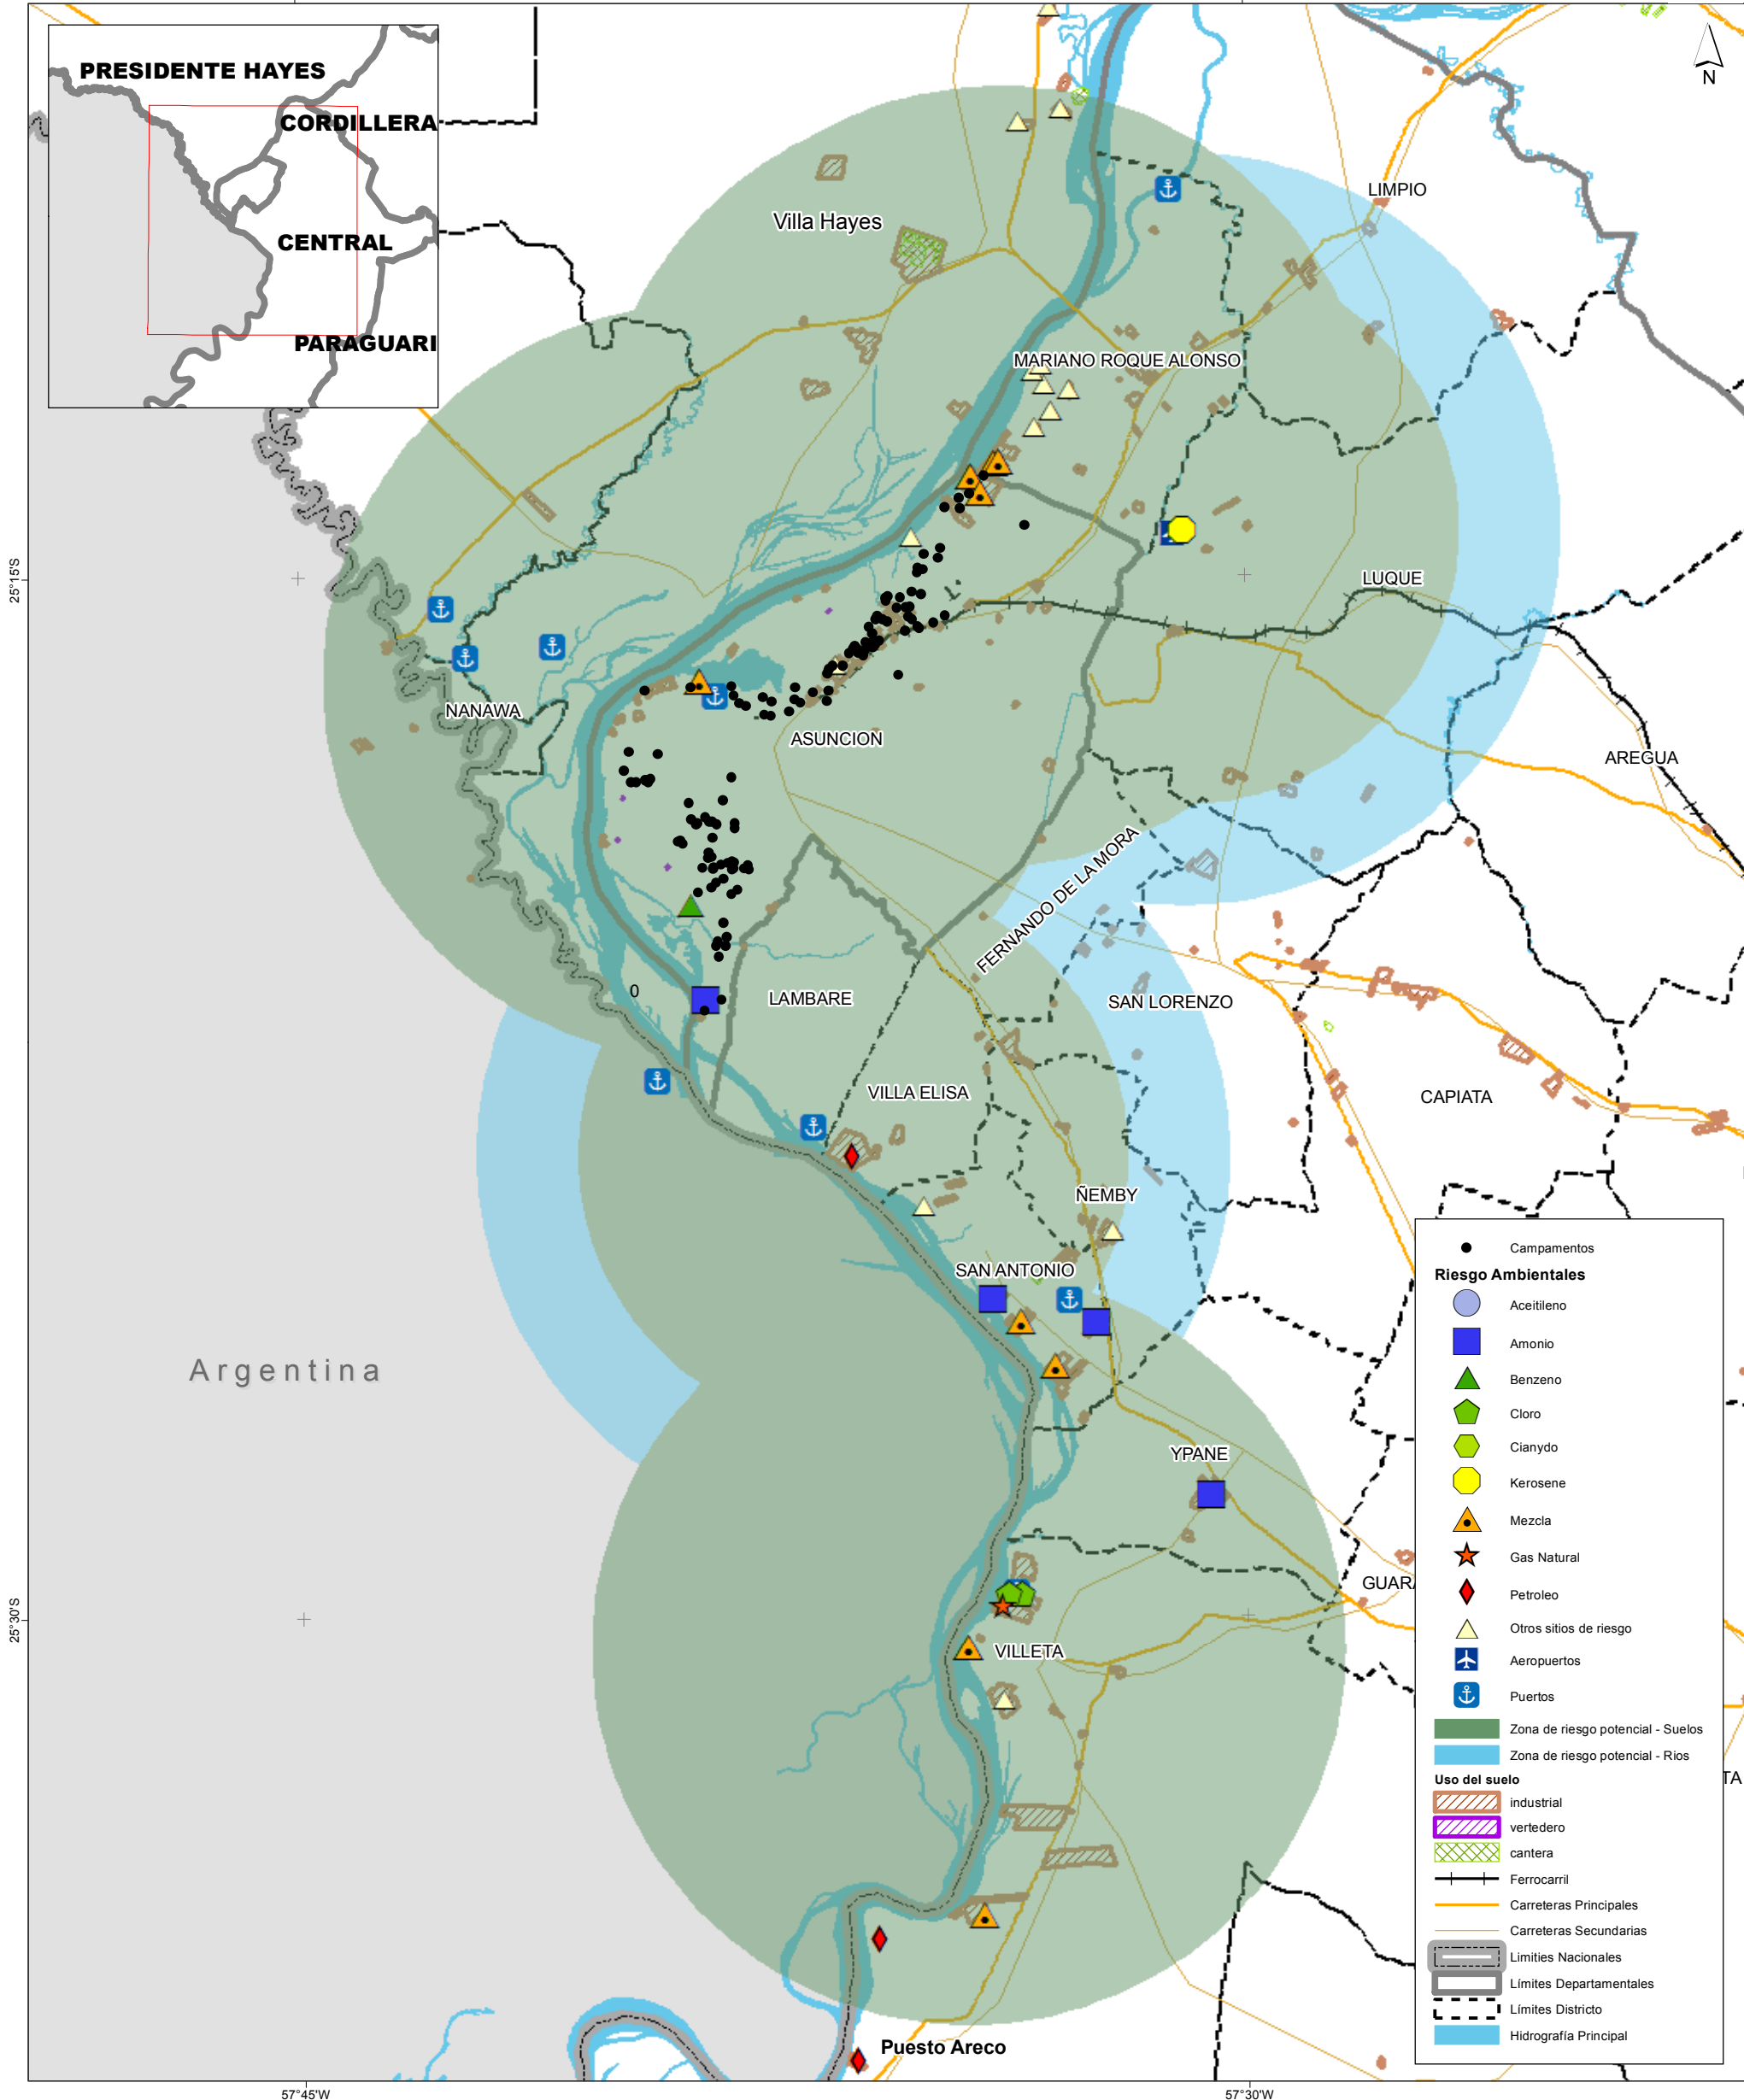 PRESIDENTE HAYES
CORDILLERA
CENTRAL
PARAGUARI
N
LIMPIO
Villa Hayes
MARIANO ROQUE ALONSO
25°15'S
LUQUE
NANAWA
ASUNCION
AREGUA
FERNANDO DE LA MORA
0
LAMBARE
SAN LORENZO
VILLA ELISA
CAPIATA
ÑEMBY
SAN ANTONIO
Argentina
YPANE
GUARA
25°30'S
VILLETA
TA
Puesto Areco
57°45'W
57°30'W
Campamentos
Riesgo Ambientales
Aceitileno
Amonio
Benzeno
Cloro
Cianydo
Kerosene
Mezcla
Gas Natural
Petroleo
Otros sitios de riesgo
Aeropuertos
Puertos
Zona de riesgo potencial - Suelos
Zona de riesgo potencial - Rios
Uso del suelo
industrial
vertedero
cantera
Ferrocarril
Carreteras Principales
Carreteras Secundarias
Limities Nacionales
Límites Departamentales
Límites Districto
Hidrografía Principal